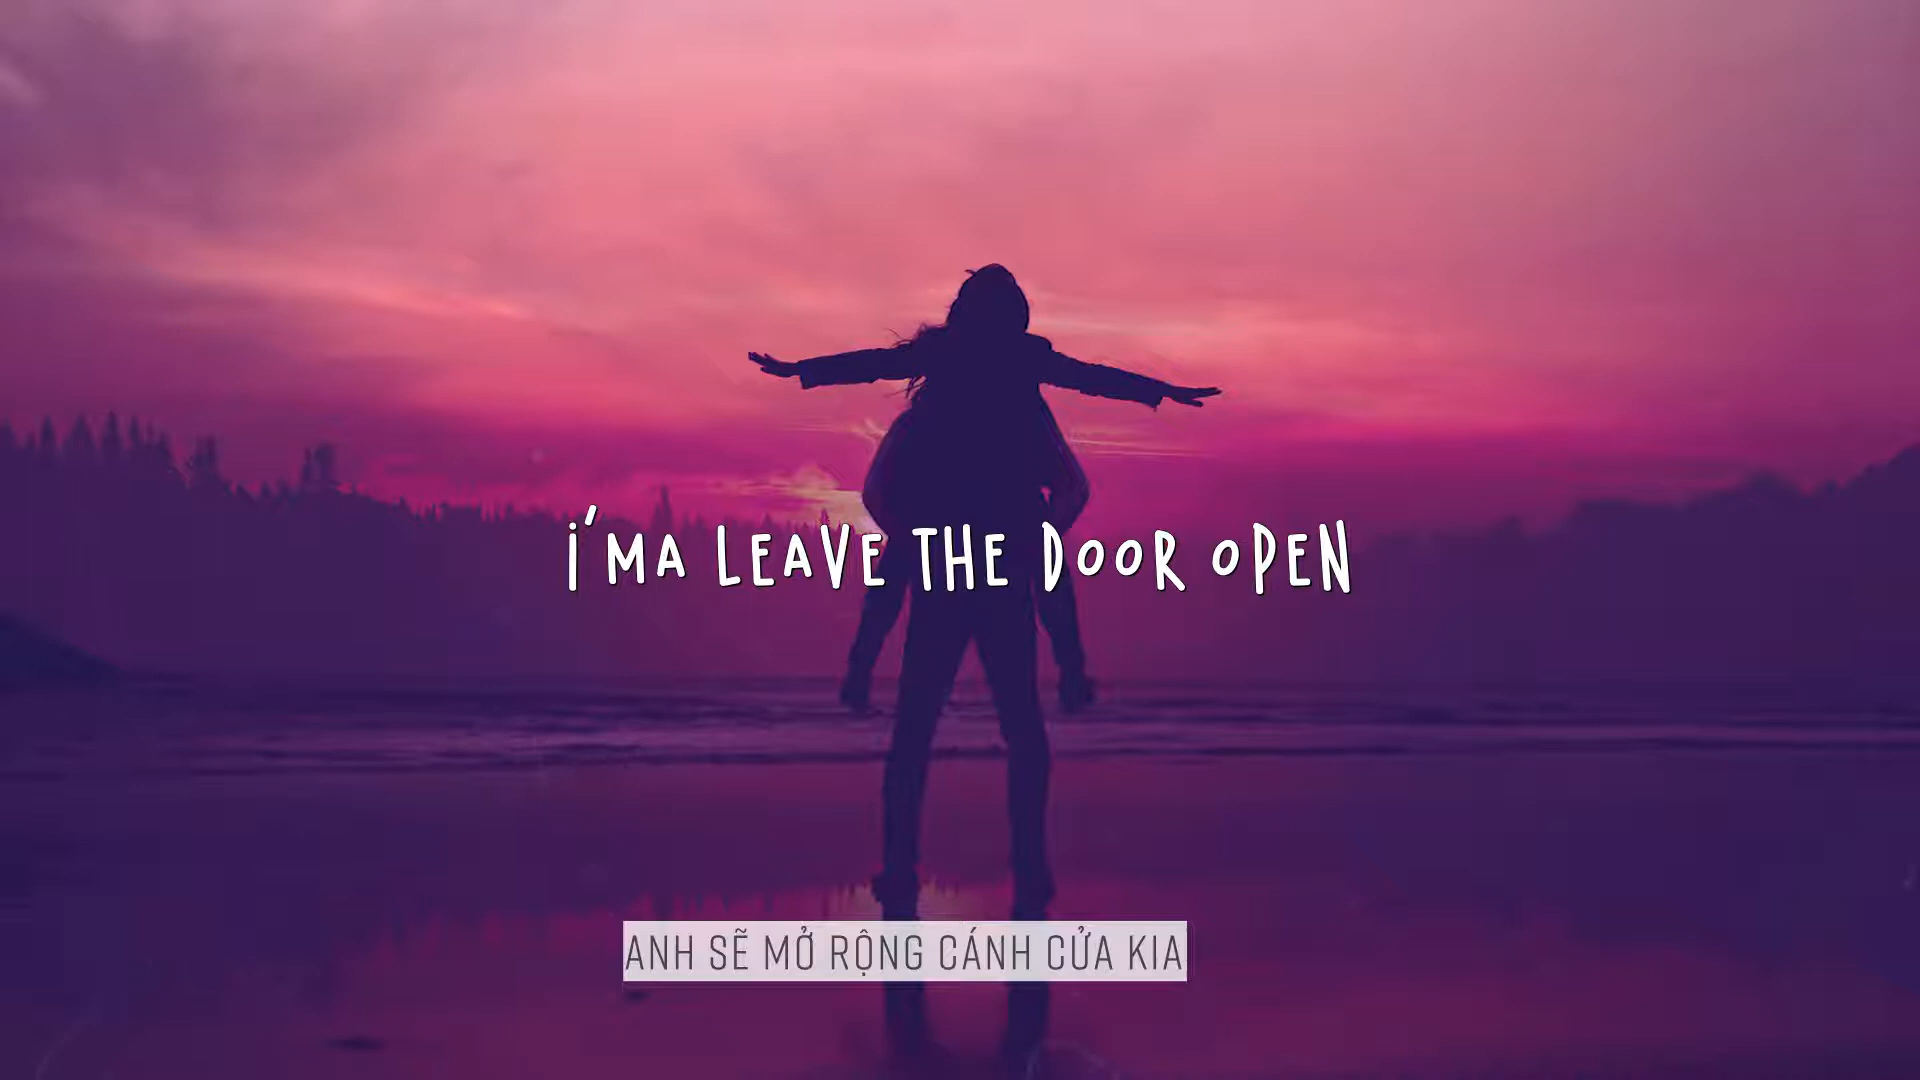 I'MA LEAVE THE DOOR OPEN
ANH SẼ MỞ RỘNG CÁNH CỬA KIA